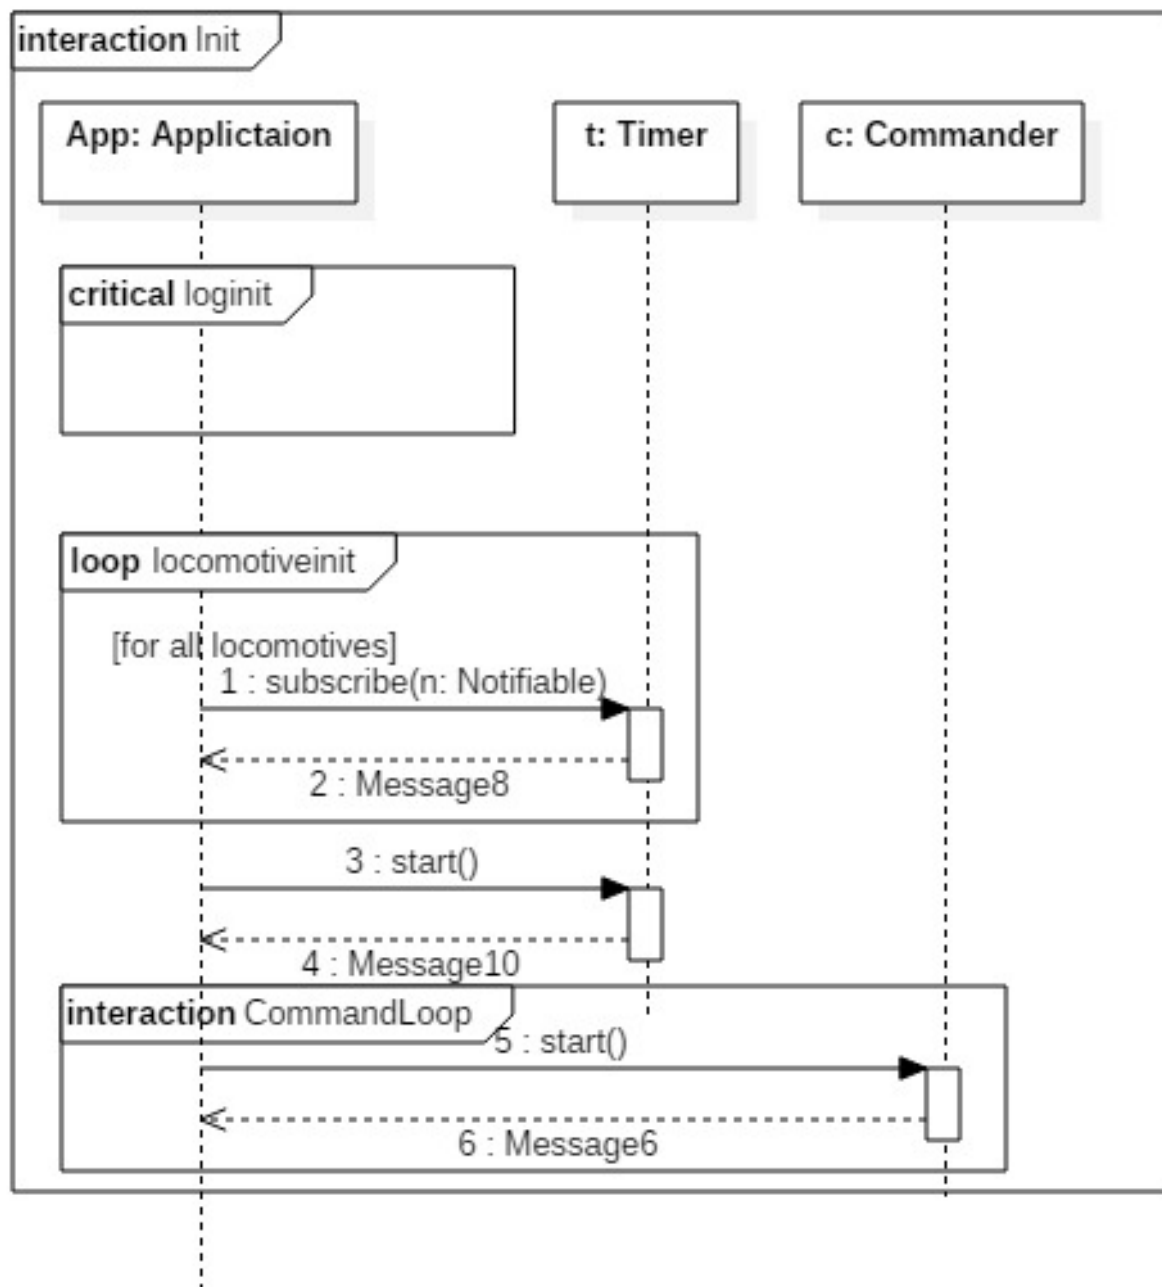 interaction Init
App: Applictaion
t: Timer
c: Commander
critical loginit
loop locomotiveinit
[for all locomotives]
1 : subscribe(n: Notifiable)
2 : Message8
3 : start()
4 : Message10
interaction CommandLoop
5 : start()
6 : Message6